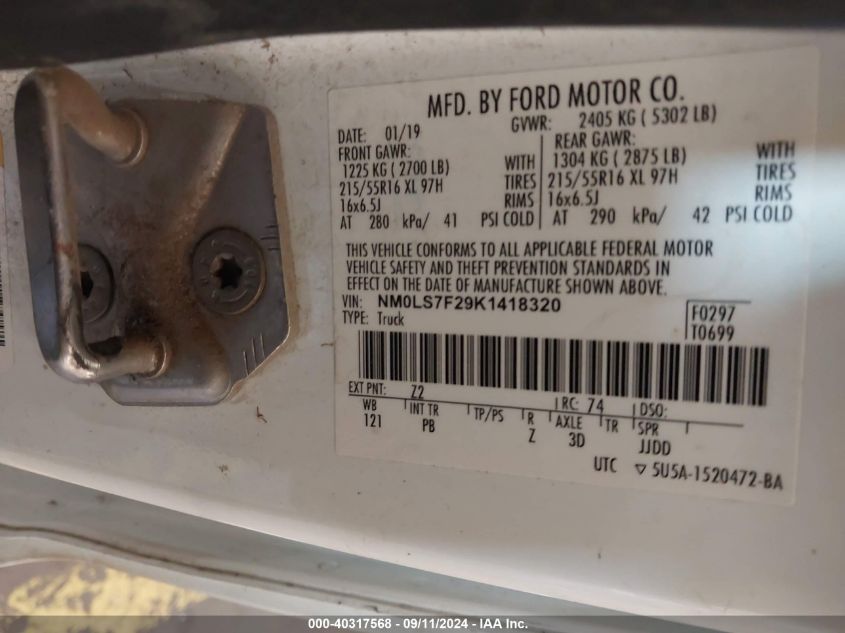 MFD. BY FORD MOTOR CO.
DATE: 01/19 GVWR: 2405 KG ( 5302 LB)
FRONT GAWR: REAR GAWR:
1225 KG ( 2700 LB) WITH 1304 KG ( 2875 LB) WITH
215/55R16 XL 97H TIRES 215/55R16 XL 97H TIRES
16x6.5J RIMS 16x6.5J RIMS
AT 280 kPa/ 41 PSI COLD AT 290 kPa/ 42 PSI COLD
THIS VEHICLE CONFORMS TO ALL APPLICABLE FEDERAL MOTOR
VEHICLE SAFETY AND THEFT PREVENTION STANDARDS IN
EFFECT ON THE DATE OF MANUFACTURE SHOWN ABOVE.
VIN: NM0LS7F29K1418320 F0297
TYPE: Truck T0699
EXT PNT: Z2 RC: 74 DSO:
WB INT TR TP/PS R AXLE TR SPR
121 PB Z 3D JJDD
UTC ▽ 5U5A-1520472-BA
000-40317568 - 09/11/2024 - IAAI.com.